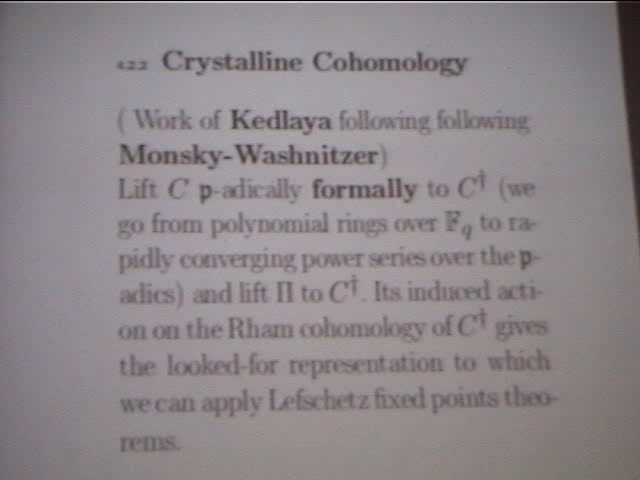 4.2.2 Crystalline Cohomology
( Work of Kedlaya following following
Monsky-Washnitzer)
Lift C p-adically formally to C† (we
go from polynomial rings over 𝔽q to ra-
pidly converging power series over the p-
adics) and lift Π to C†. Its induced acti-
on on the Rham cohomology of C† gives
the looked-for representation to which
we can apply Lefschetz fixed points theo-
rems.